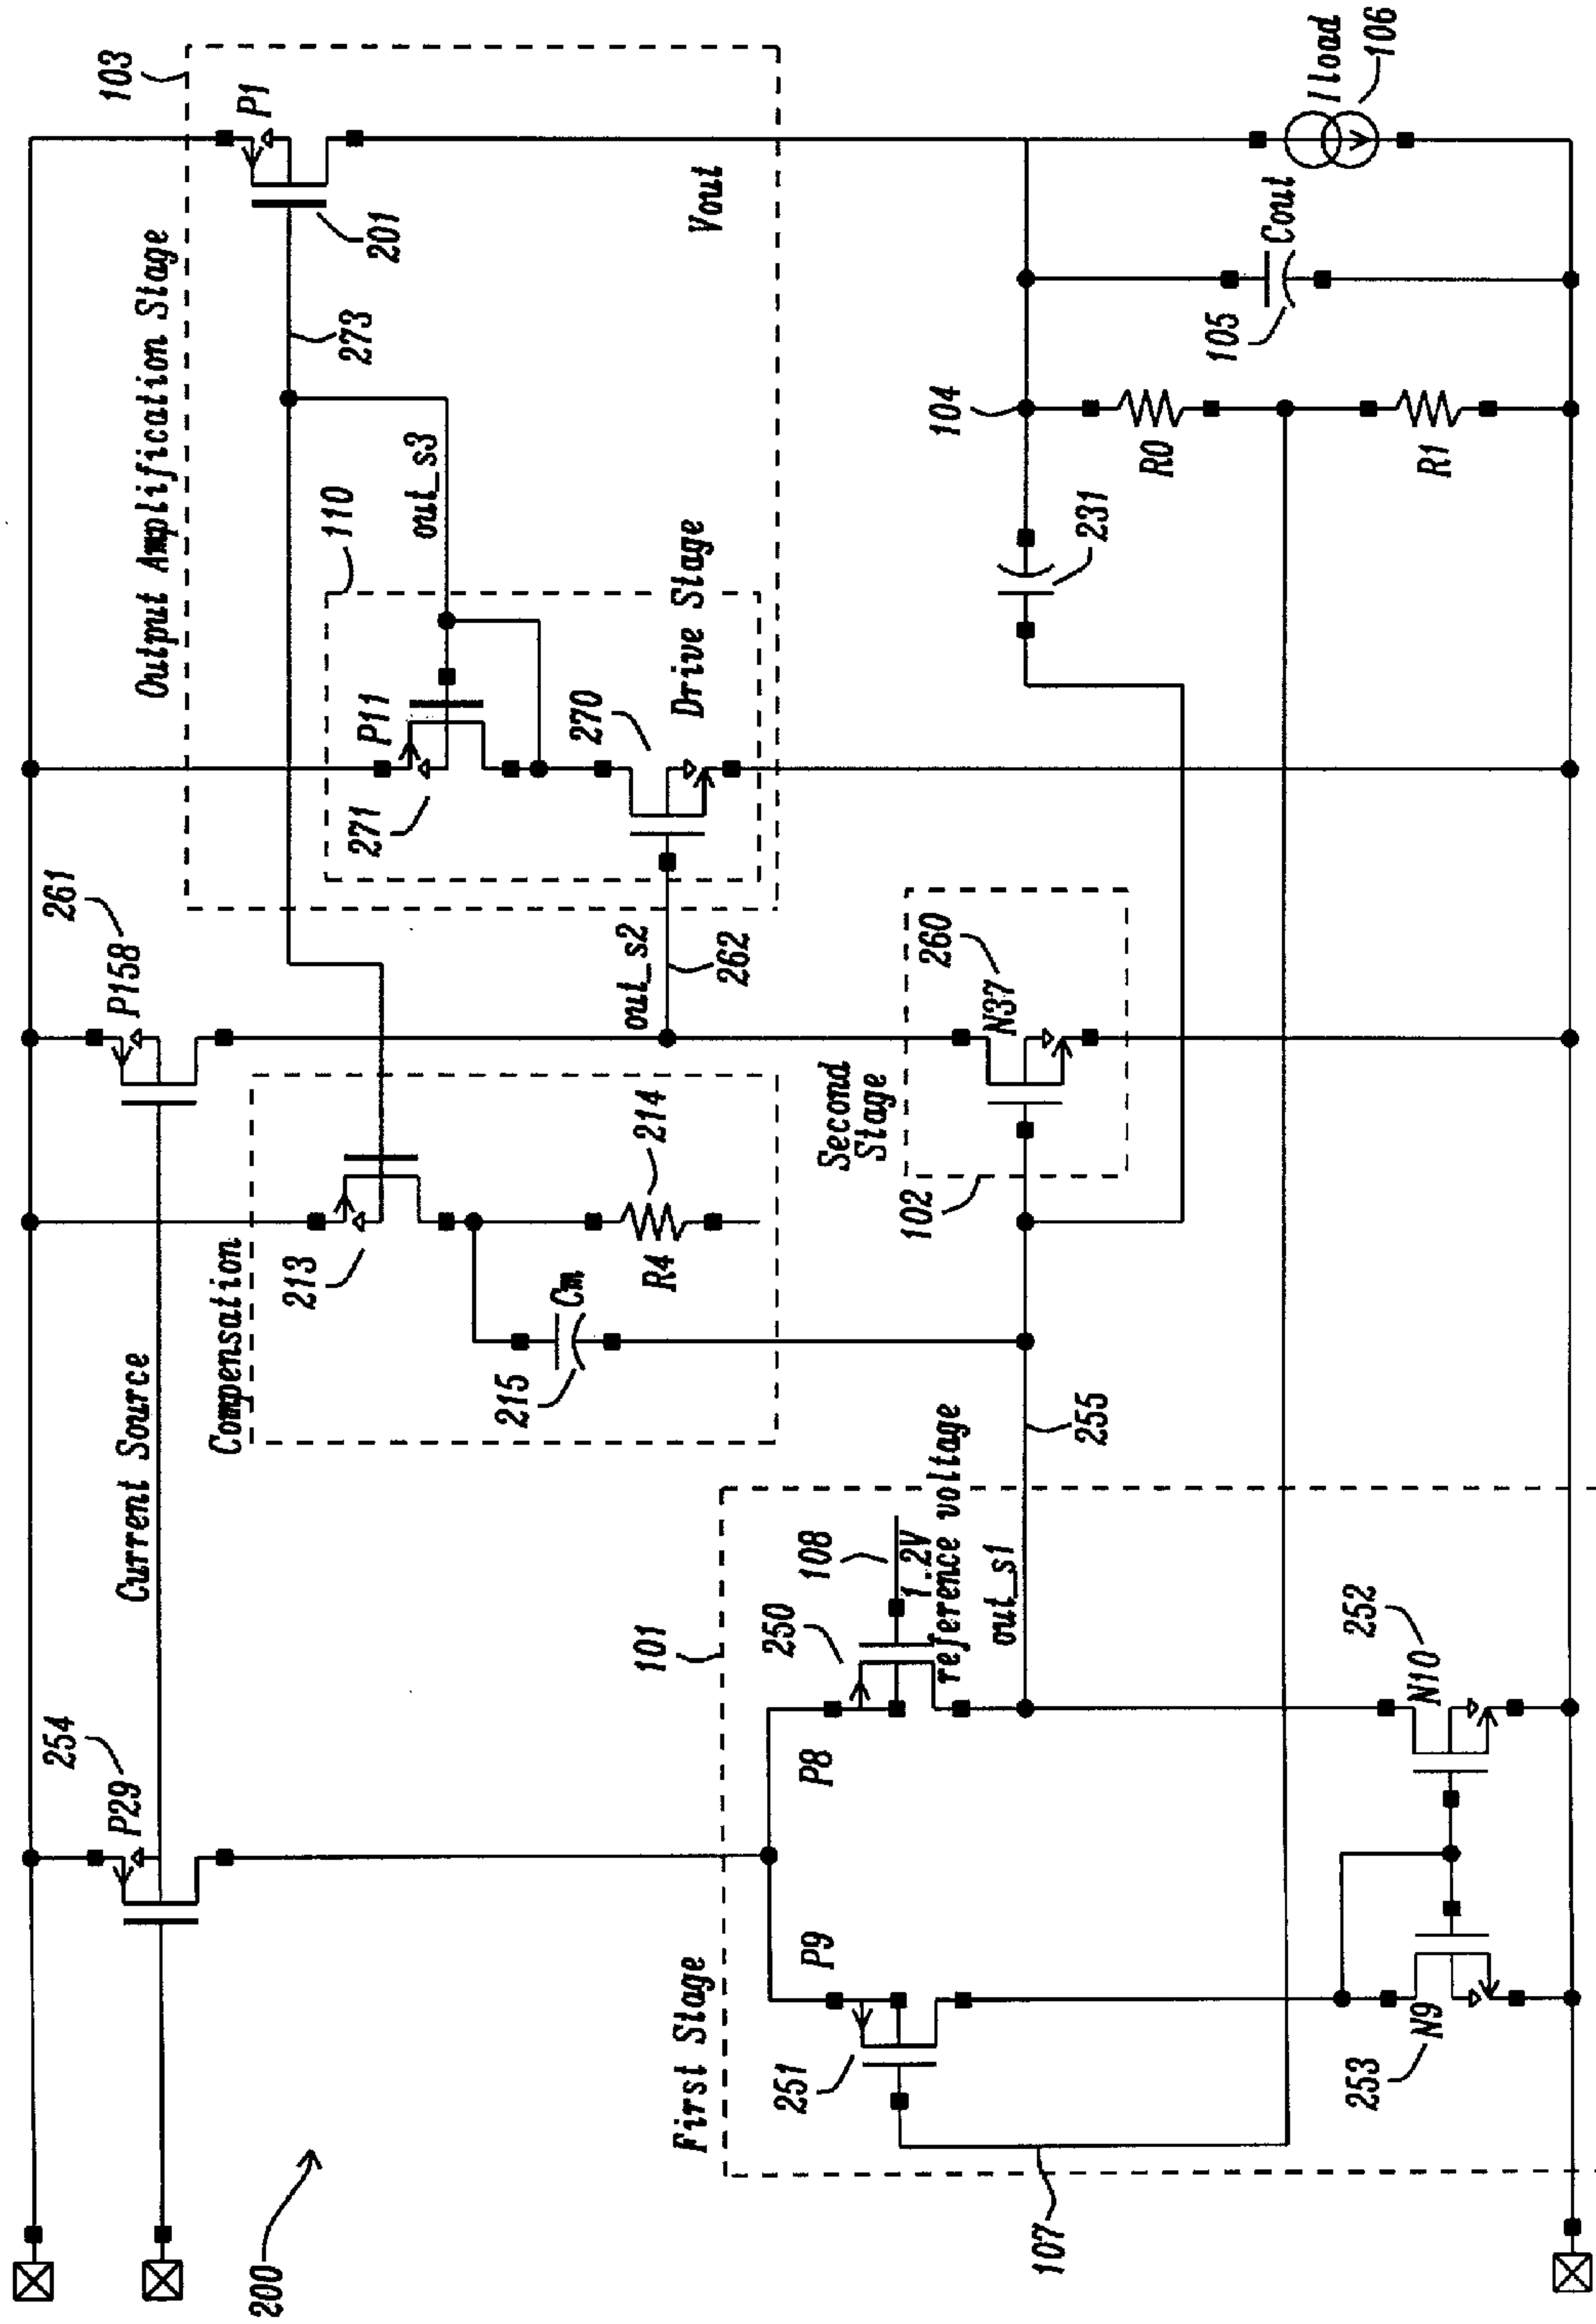 200
Current Source
P29
254
Compensation
213
215
Cm
R4
214
P158
261
Output Amplification Stage
103
P1
201
273
out_s3
110
P11
271
270
Drive Stage
Vout
out_s2
262
First Stage
101
P9
251
P8
250
108
1.2V
reference voltage
out_s1
255
107
N9
253
N10
252
Second
Stage
102
N37
260
231
104
R0
R1
105
Cout
Iload
106